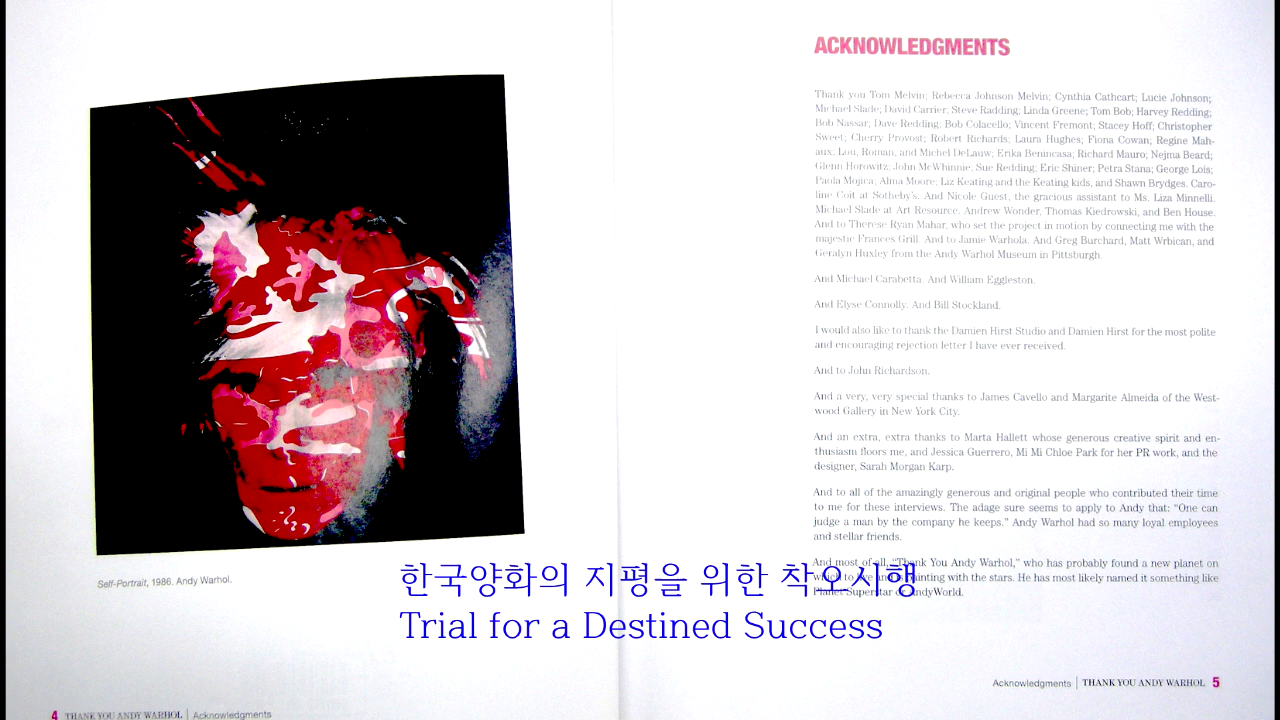 Self-Portrait, 1986. Andy Warhol.
4 THANK YOU ANDY WARHOL | Acknowledgments
ACKNOWLEDGMENTS
Thank you Tom Melvin; Rebecca Johnson Melvin; Cynthia Cathcart; Lucie Johnson;
Michael Slade; David Carrier, Steve Radding; Linda Greene; Tom Bob; Harvey Redding;
Bob Nassar; Dave Redding; Bob Colacello; Vincent Fremont; Stacey Hoff; Christopher
Sweet; Cherry Provost; Robert Richards; Laura Hughes; Fiona Cowan; Regine Mah-
aux; Lou, Roman, and Michel DeLauw; Erika Benincasa; Richard Mauro; Nejma Beard;
Glenn Horowitz; John McWhinnie, Sue Redding; Eric Shiner; Petra Stana; George Lois;
Paola Mojica; Alma Moore; Liz Keating and the Keating kids, and Shawn Brydges. Caro-
line Coit at Sotheby's. And Nicole Guest, the gracious assistant to Ms. Liza Minnelli.
Michael Slade at Art Resource. Andrew Wonder, Thomas Kiedrowski, and Ben House.
And to Therese Ryan Mahar, who set the project in motion by connecting me with the
majestic Frances Grill. And to Jamie Warhola. And Greg Burchard, Matt Wrbican, and
Geralyn Huxley from the Andy Warhol Museum in Pittsburgh.
And Michael Carabetta. And William Eggleston.
And Elyse Connolly. And Bill Stockland.
I would also like to thank the Damien Hirst Studio and Damien Hirst for the most polite
and encouraging rejection letter I have ever received.
And to John Richardson.
And a very, very special thanks to James Cavello and Margarite Almeida of the West-
wood Gallery in New York City.
And an extra, extra thanks to Marta Hallett whose generous creative spirit and en-
thusiasm floors me, and Jessica Guerrero, Mi Mi Chloe Park for her PR work, and the
designer, Sarah Morgan Karp.
And to all of the amazingly generous and original people who contributed their time
to me for these interviews. The adage sure seems to apply to Andy that: “One can
judge a man by the company he keeps.” Andy Warhol had so many loyal employees
and stellar friends.
And most of all, “Thank You Andy Warhol,” who has probably found a new planet on
which to live and is painting with the stars. He has most likely named it something like
Planet Superstar or AndyWorld.
Acknowledgments | THANK YOU ANDY WARHOL 5
한국양화의 지평을 위한 착오시행
Trial for a Destined Success